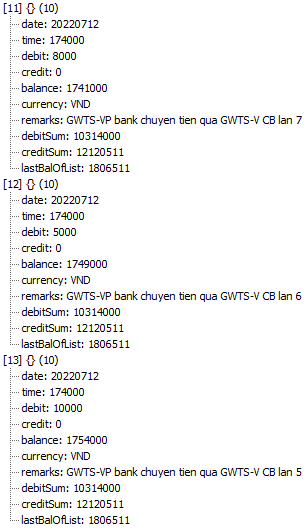 [11] {} (10)
date: 20220712
time: 174000
debit: 8000
credit: 0
balance: 1741000
currency: VND
remarks: GWTS-VP bank chuyen tien qua GWTS-V CB lan 7
debitSum: 10314000
creditSum: 12120511
lastBalOfList: 1806511
[12] {} (10)
date: 20220712
time: 174000
debit: 5000
credit: 0
balance: 1749000
currency: VND
remarks: GWTS-VP bank chuyen tien qua GWTS-V CB lan 6
debitSum: 10314000
creditSum: 12120511
lastBalOfList: 1806511
[13] {} (10)
date: 20220712
time: 174000
debit: 10000
credit: 0
balance: 1754000
currency: VND
remarks: GWTS-VP bank chuyen tien qua GWTS-V CB lan 5
debitSum: 10314000
creditSum: 12120511
lastBalOfList: 1806511